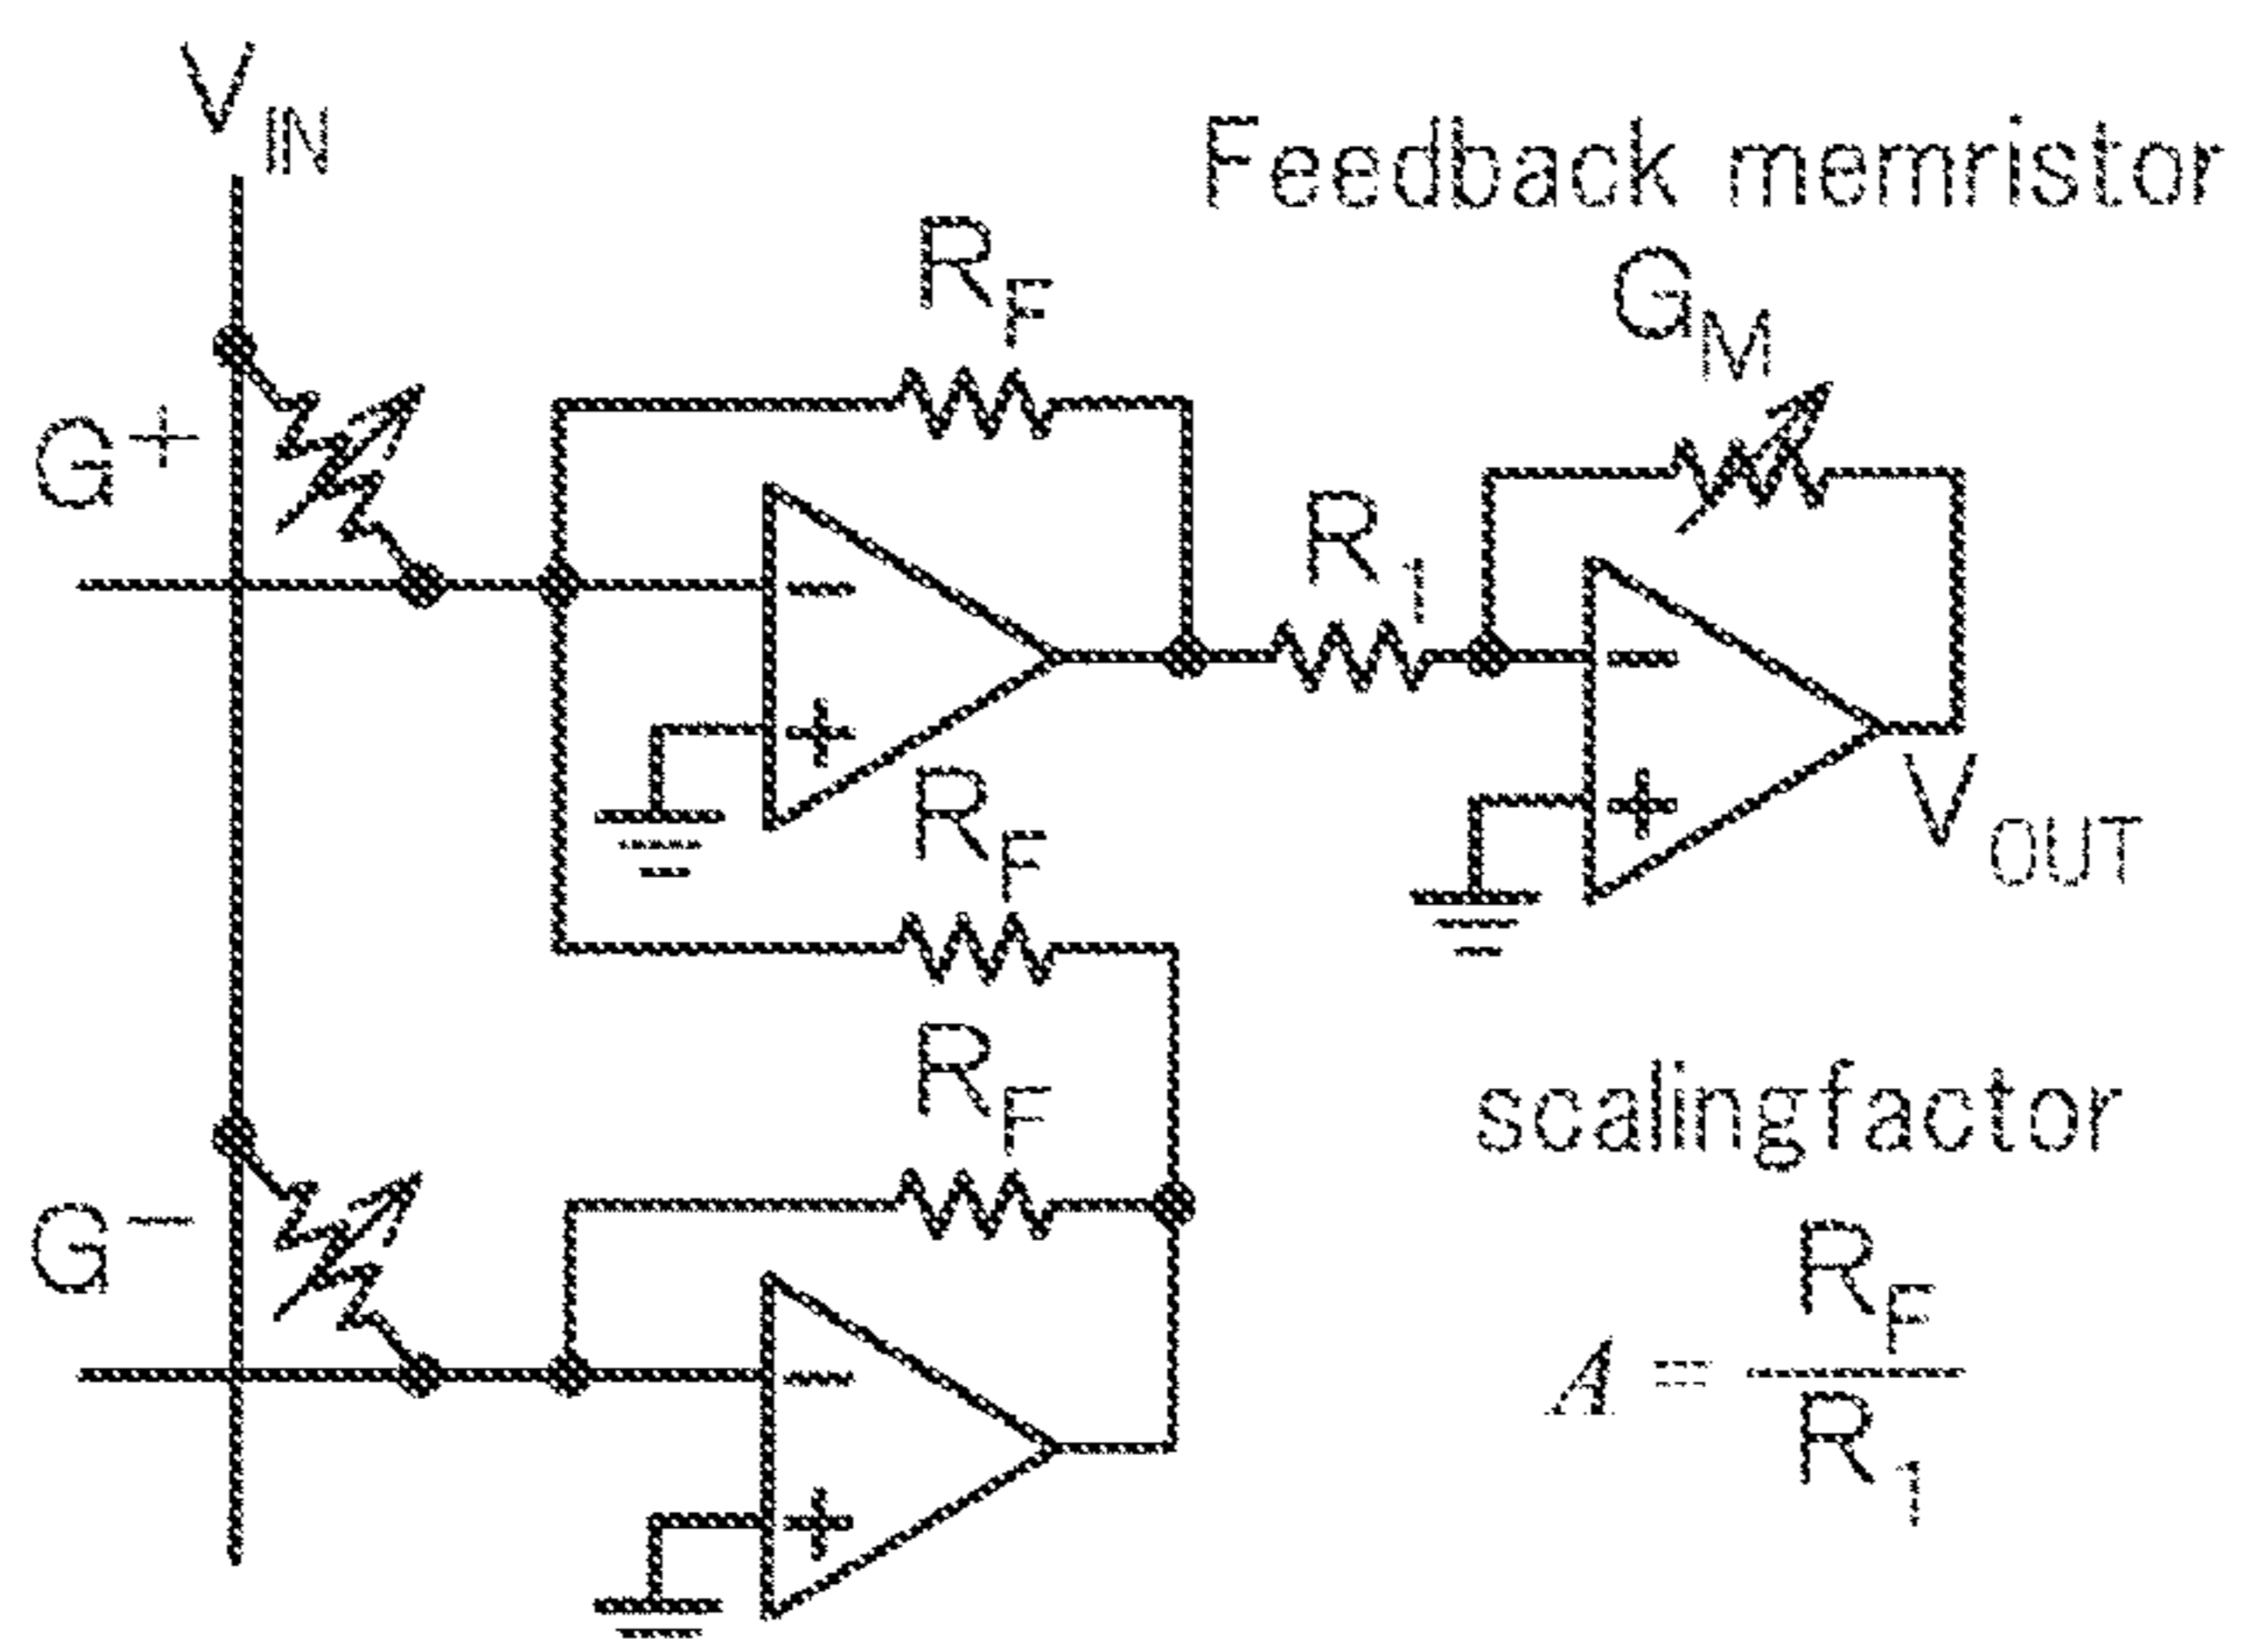 V_IN
Feedback memristor
R_F
G_M
G^+
R_1
-
-
+
+
R_F
V_OUT
R_F
scalingfactor
G^-
A = R_F / R_1
-
+